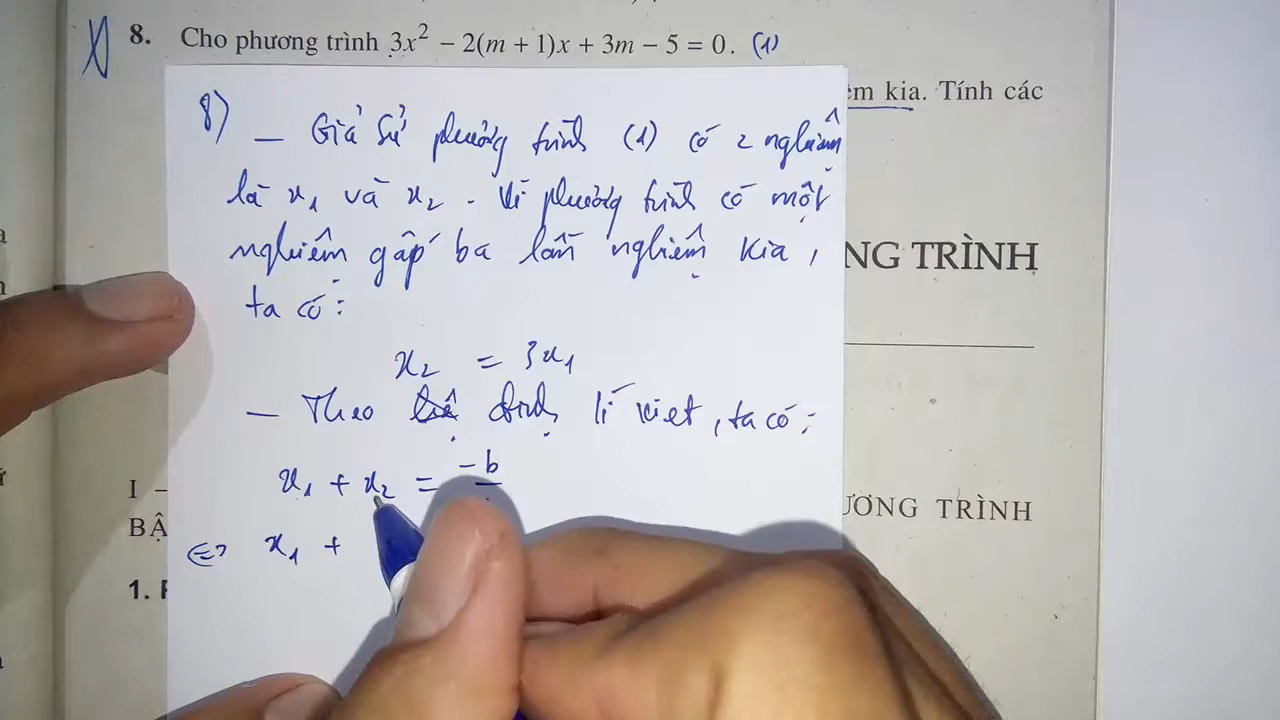 8. Cho phương trình 3x² − 2(m + 1)x + 3m − 5 = 0. (1)
kia. Tính các
8)
— Giả sử phương trình (1) có 2 nghiệm
là x₁ và x₂. Vì phương trình có một
nghiệm gấp ba lần nghiệm kia,
ta có:
x₂ = 3x₁
— Theo định lí viet, ta có:
x₁ + x₂ = −b
⇔ x₁ +
NG TRÌNH
I –
ƯƠNG TRÌNH
BẬ
1.